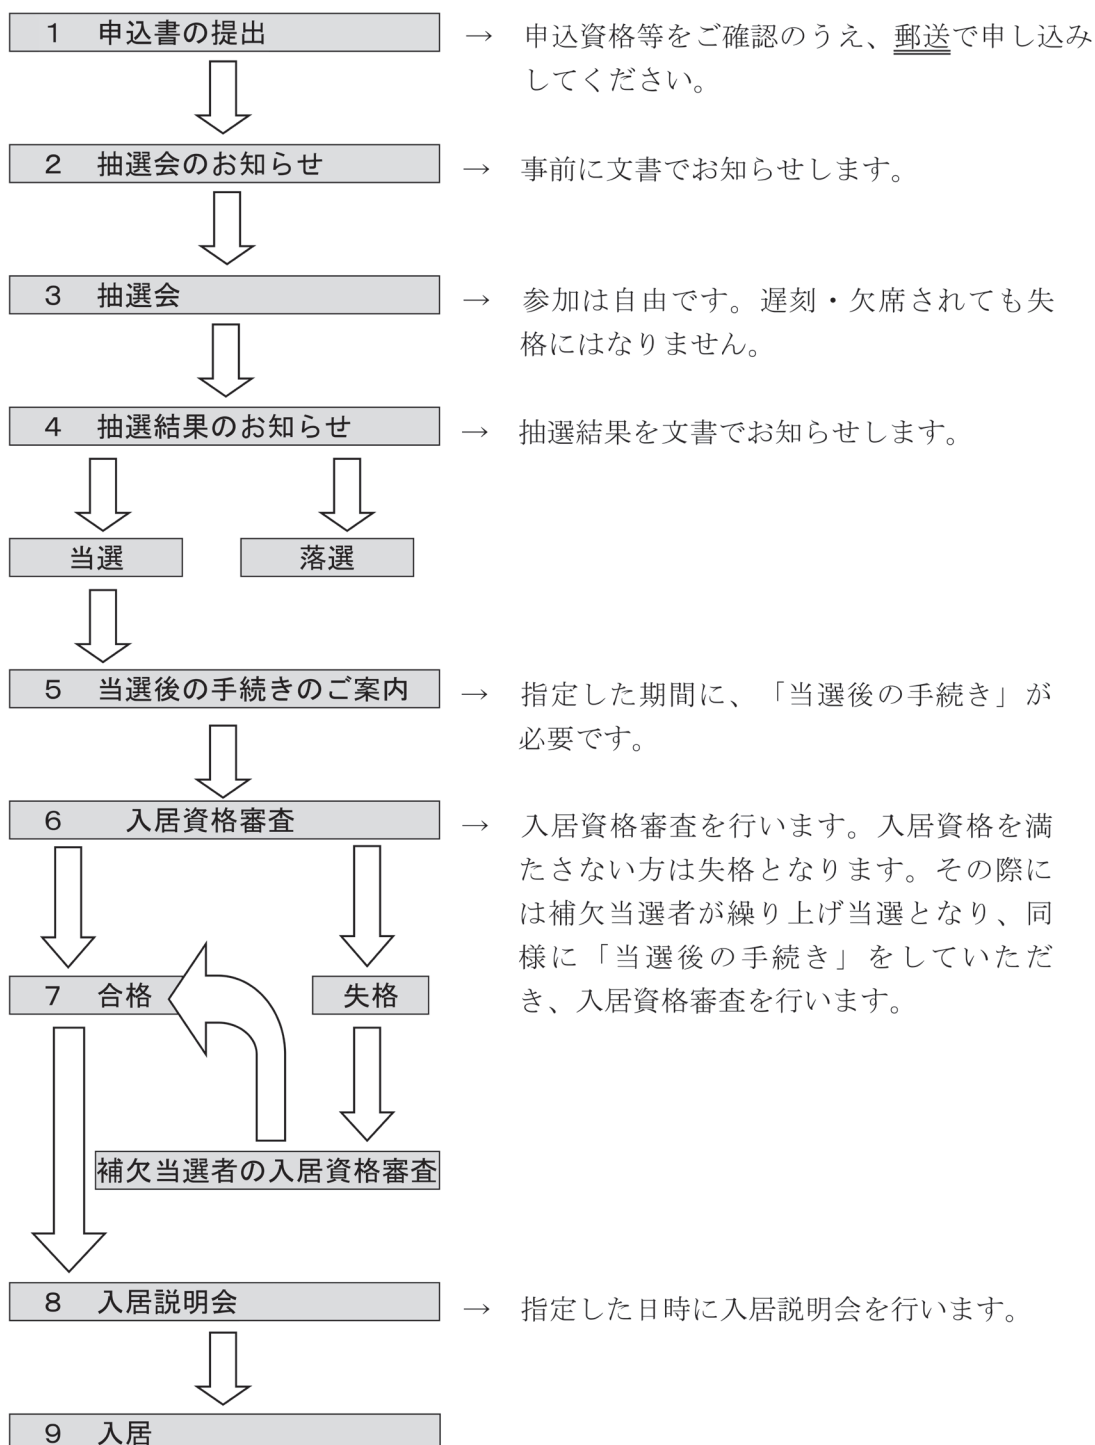 1 申込書の提出 → 申込資格等をご確認のうえ、郵送で申し込み
してください。
2 抽選会のお知らせ → 事前に文書でお知らせします。
3 抽選会 → 参加は自由です。遅刻・欠席されても失
格にはなりません。
4 抽選結果のお知らせ → 抽選結果を文書でお知らせします。
当選 落選
5 当選後の手続きのご案内 → 指定した期間に、「当選後の手続き」が
必要です。
6 入居資格審査 → 入居資格審査を行います。入居資格を満
たさない方は失格となります。その際に
は補欠当選者が繰り上げ当選となり、同
様に「当選後の手続き」をしていただ
き、入居資格審査を行います。
7 合格 失格
補欠当選者の入居資格審査
8 入居説明会 → 指定した日時に入居説明会を行います。
9 入居